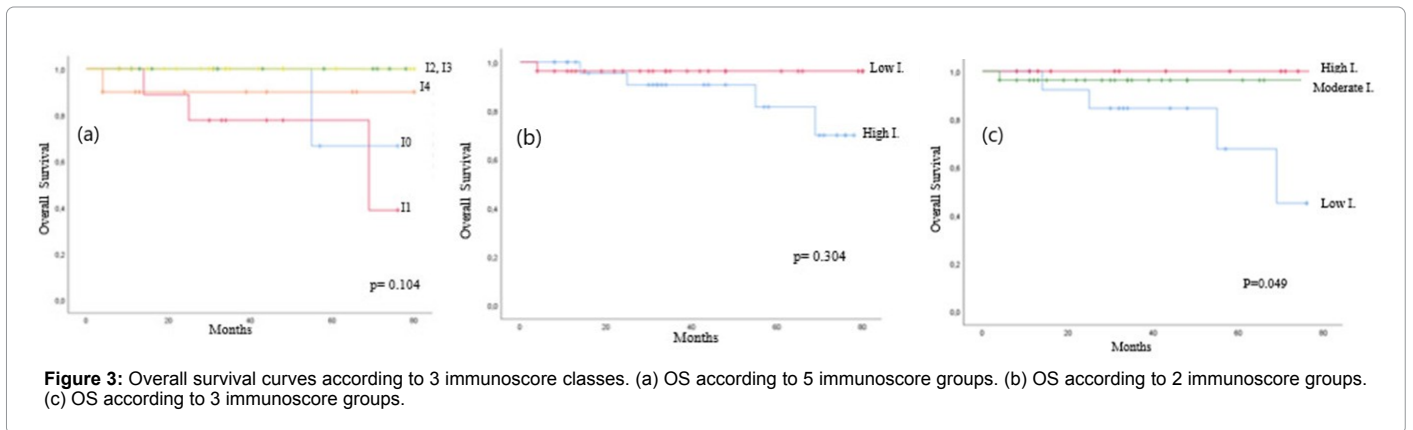 1,0
0,8
0,6
0,4
0,2
0,0
Overall Survival
(a)
I2, I3
I4
I0
I1
p= 0.104
0 20 40 60 80
Months
1,0
0,8
0,6
0,4
0,2
0,0
Overall Survival
(b)
Low I.
High I.
p= 0.304
0 20 40 60 80
Months
1,0
0,8
0,6
0,4
0,2
0,0
Overall Survival
(c)
High I.
Moderate I.
Low I.
P=0.049
0 20 40 60 80
Months
Figure 3: Overall survival curves according to 3 immunoscore classes. (a) OS according to 5 immunoscore groups. (b) OS according to 2 immunoscore groups.
(c) OS according to 3 immunoscore groups.